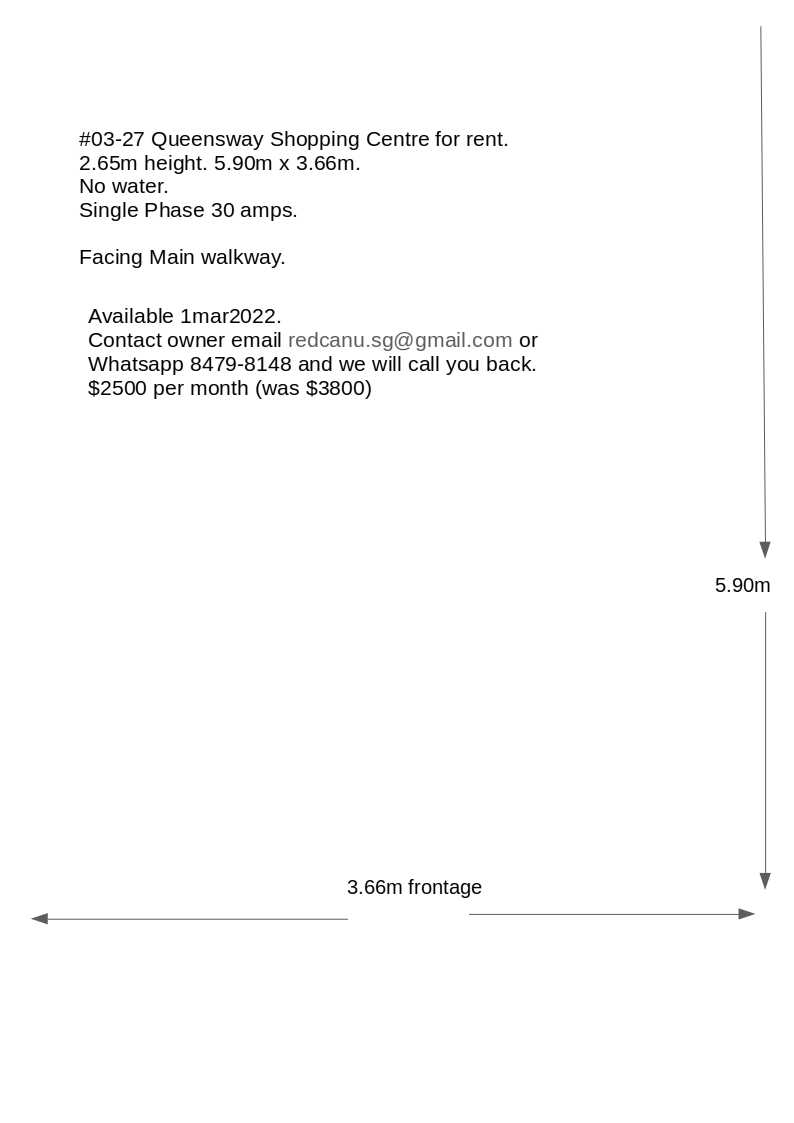 #03-27 Queensway Shopping Centre for rent.
2.65m height. 5.90m x 3.66m.
No water.
Single Phase 30 amps.
Facing Main walkway.
Available 1mar2022.
Contact owner email redcanu.sg@gmail.com or
Whatsapp 8479-8148 and we will call you back.
$2500 per month (was $3800)
5.90m
3.66m frontage